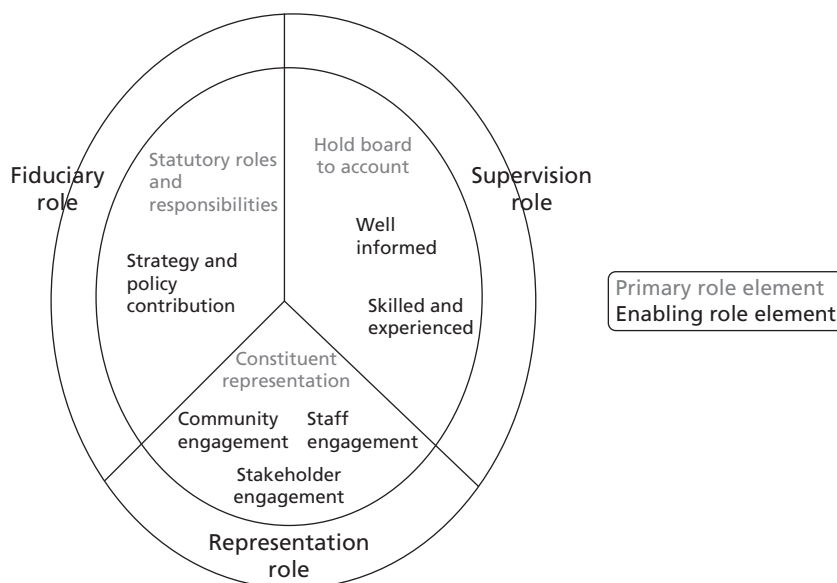 Fiduciary
role
Statutory roles
and
responsibilities
Strategy and
policy
contribution
Hold board
to account
Well
informed
Skilled and
experienced
Supervision
role
Constituent
representation
Community
engagement
Staff
engagement
Stakeholder
engagement
Representation
role
Primary role element
Enabling role element